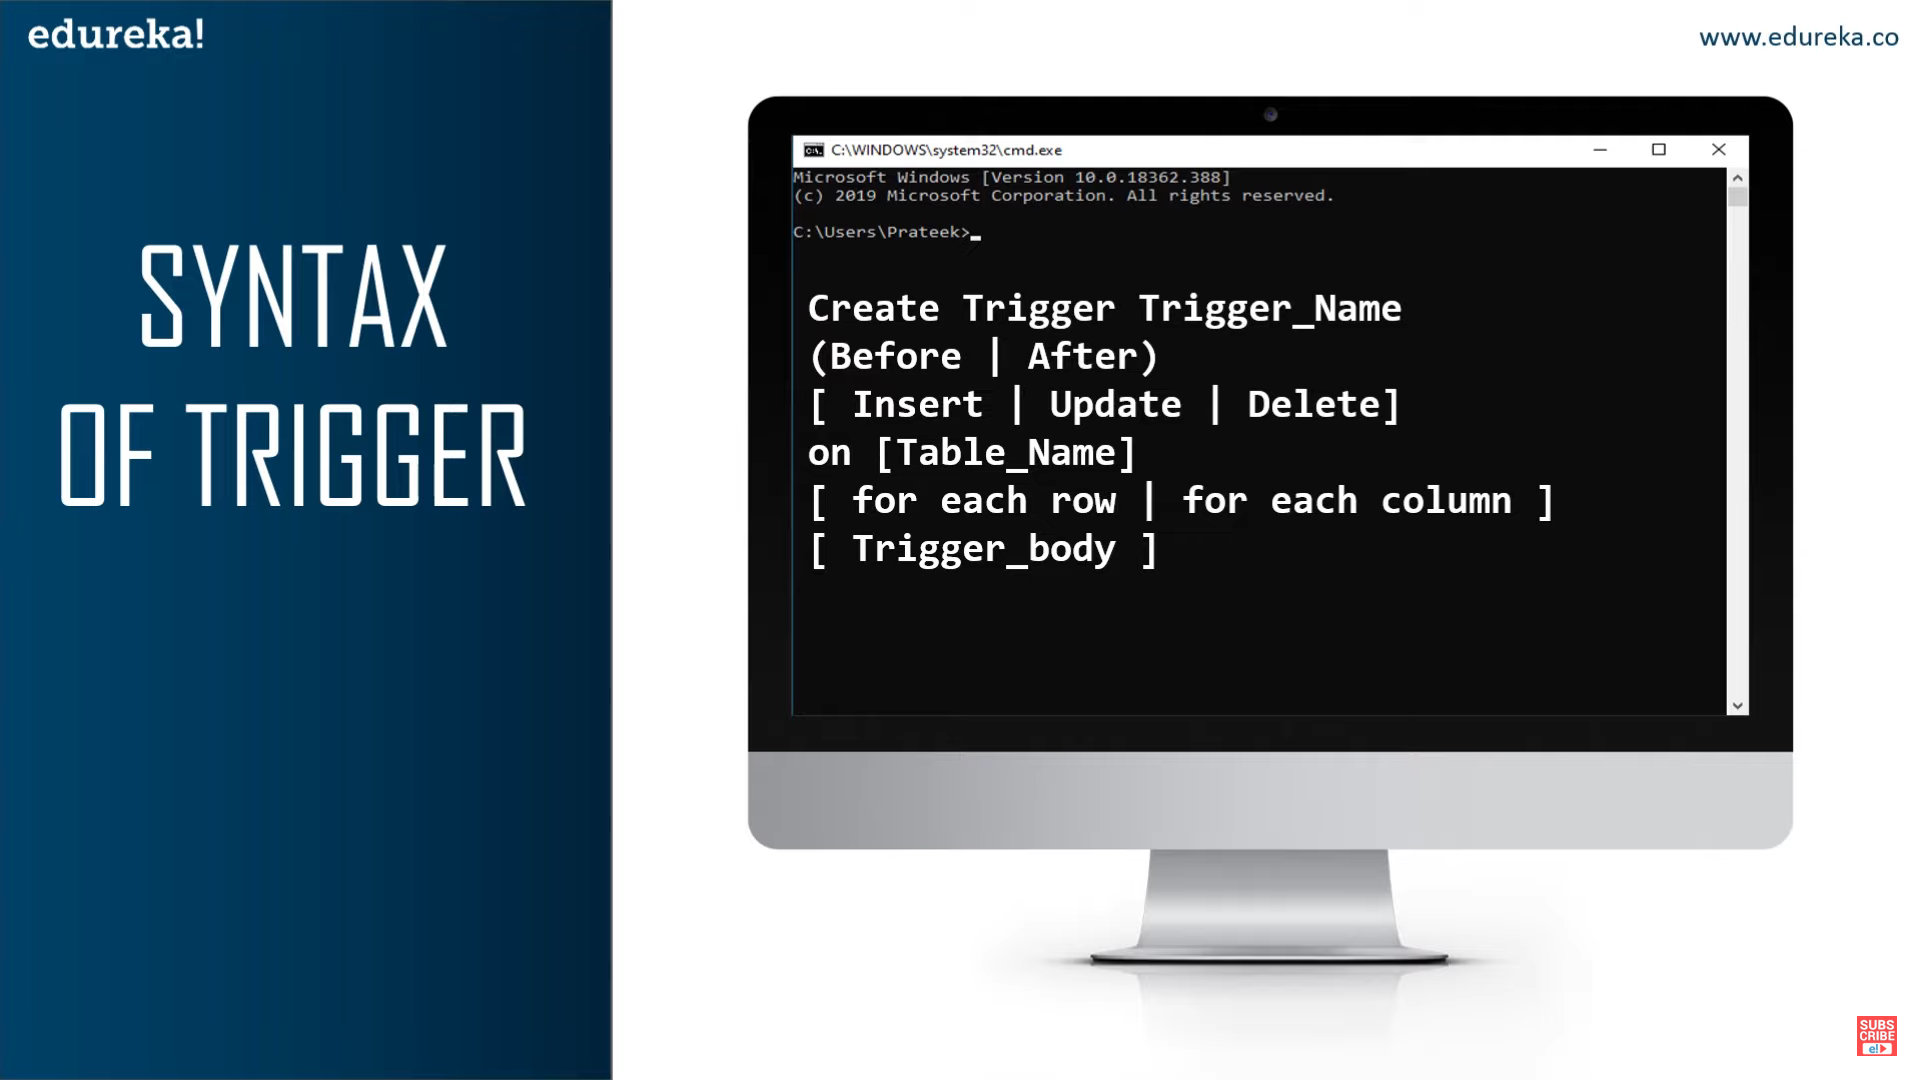 edureka!
www.edureka.co
SYNTAX
OF TRIGGER
C:\WINDOWS\system32\cmd.exe
Microsoft Windows [Version 10.0.18362.388]
(c) 2019 Microsoft Corporation. All rights reserved.
C:\Users\Prateek>_
Create Trigger Trigger_Name
(Before | After)
[ Insert | Update | Delete]
on [Table_Name]
[ for each row | for each column ]
[ Trigger_body ]
SUBS
CRIBE
e!